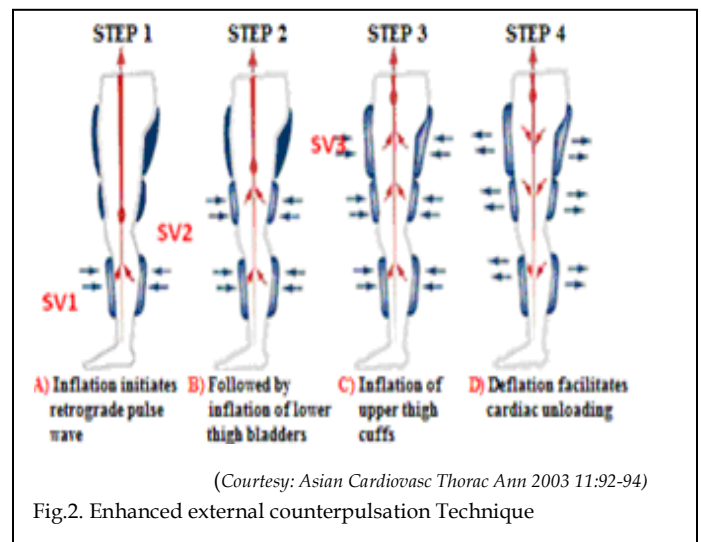 STEP 1 STEP 2 STEP 3 STEP 4
SV3
SV2
SV1
A) Inflation initiates
retrograde pulse
wave
B) Followed by
inflation of lower
thigh bladders
C) Inflation of
upper thigh
cuffs
D) Deflation facilitates
cardiac unloading
(Courtesy: Asian Cardiovasc Thorac Ann 2003 11:92-94)
Fig.2. Enhanced external counterpulsation Technique